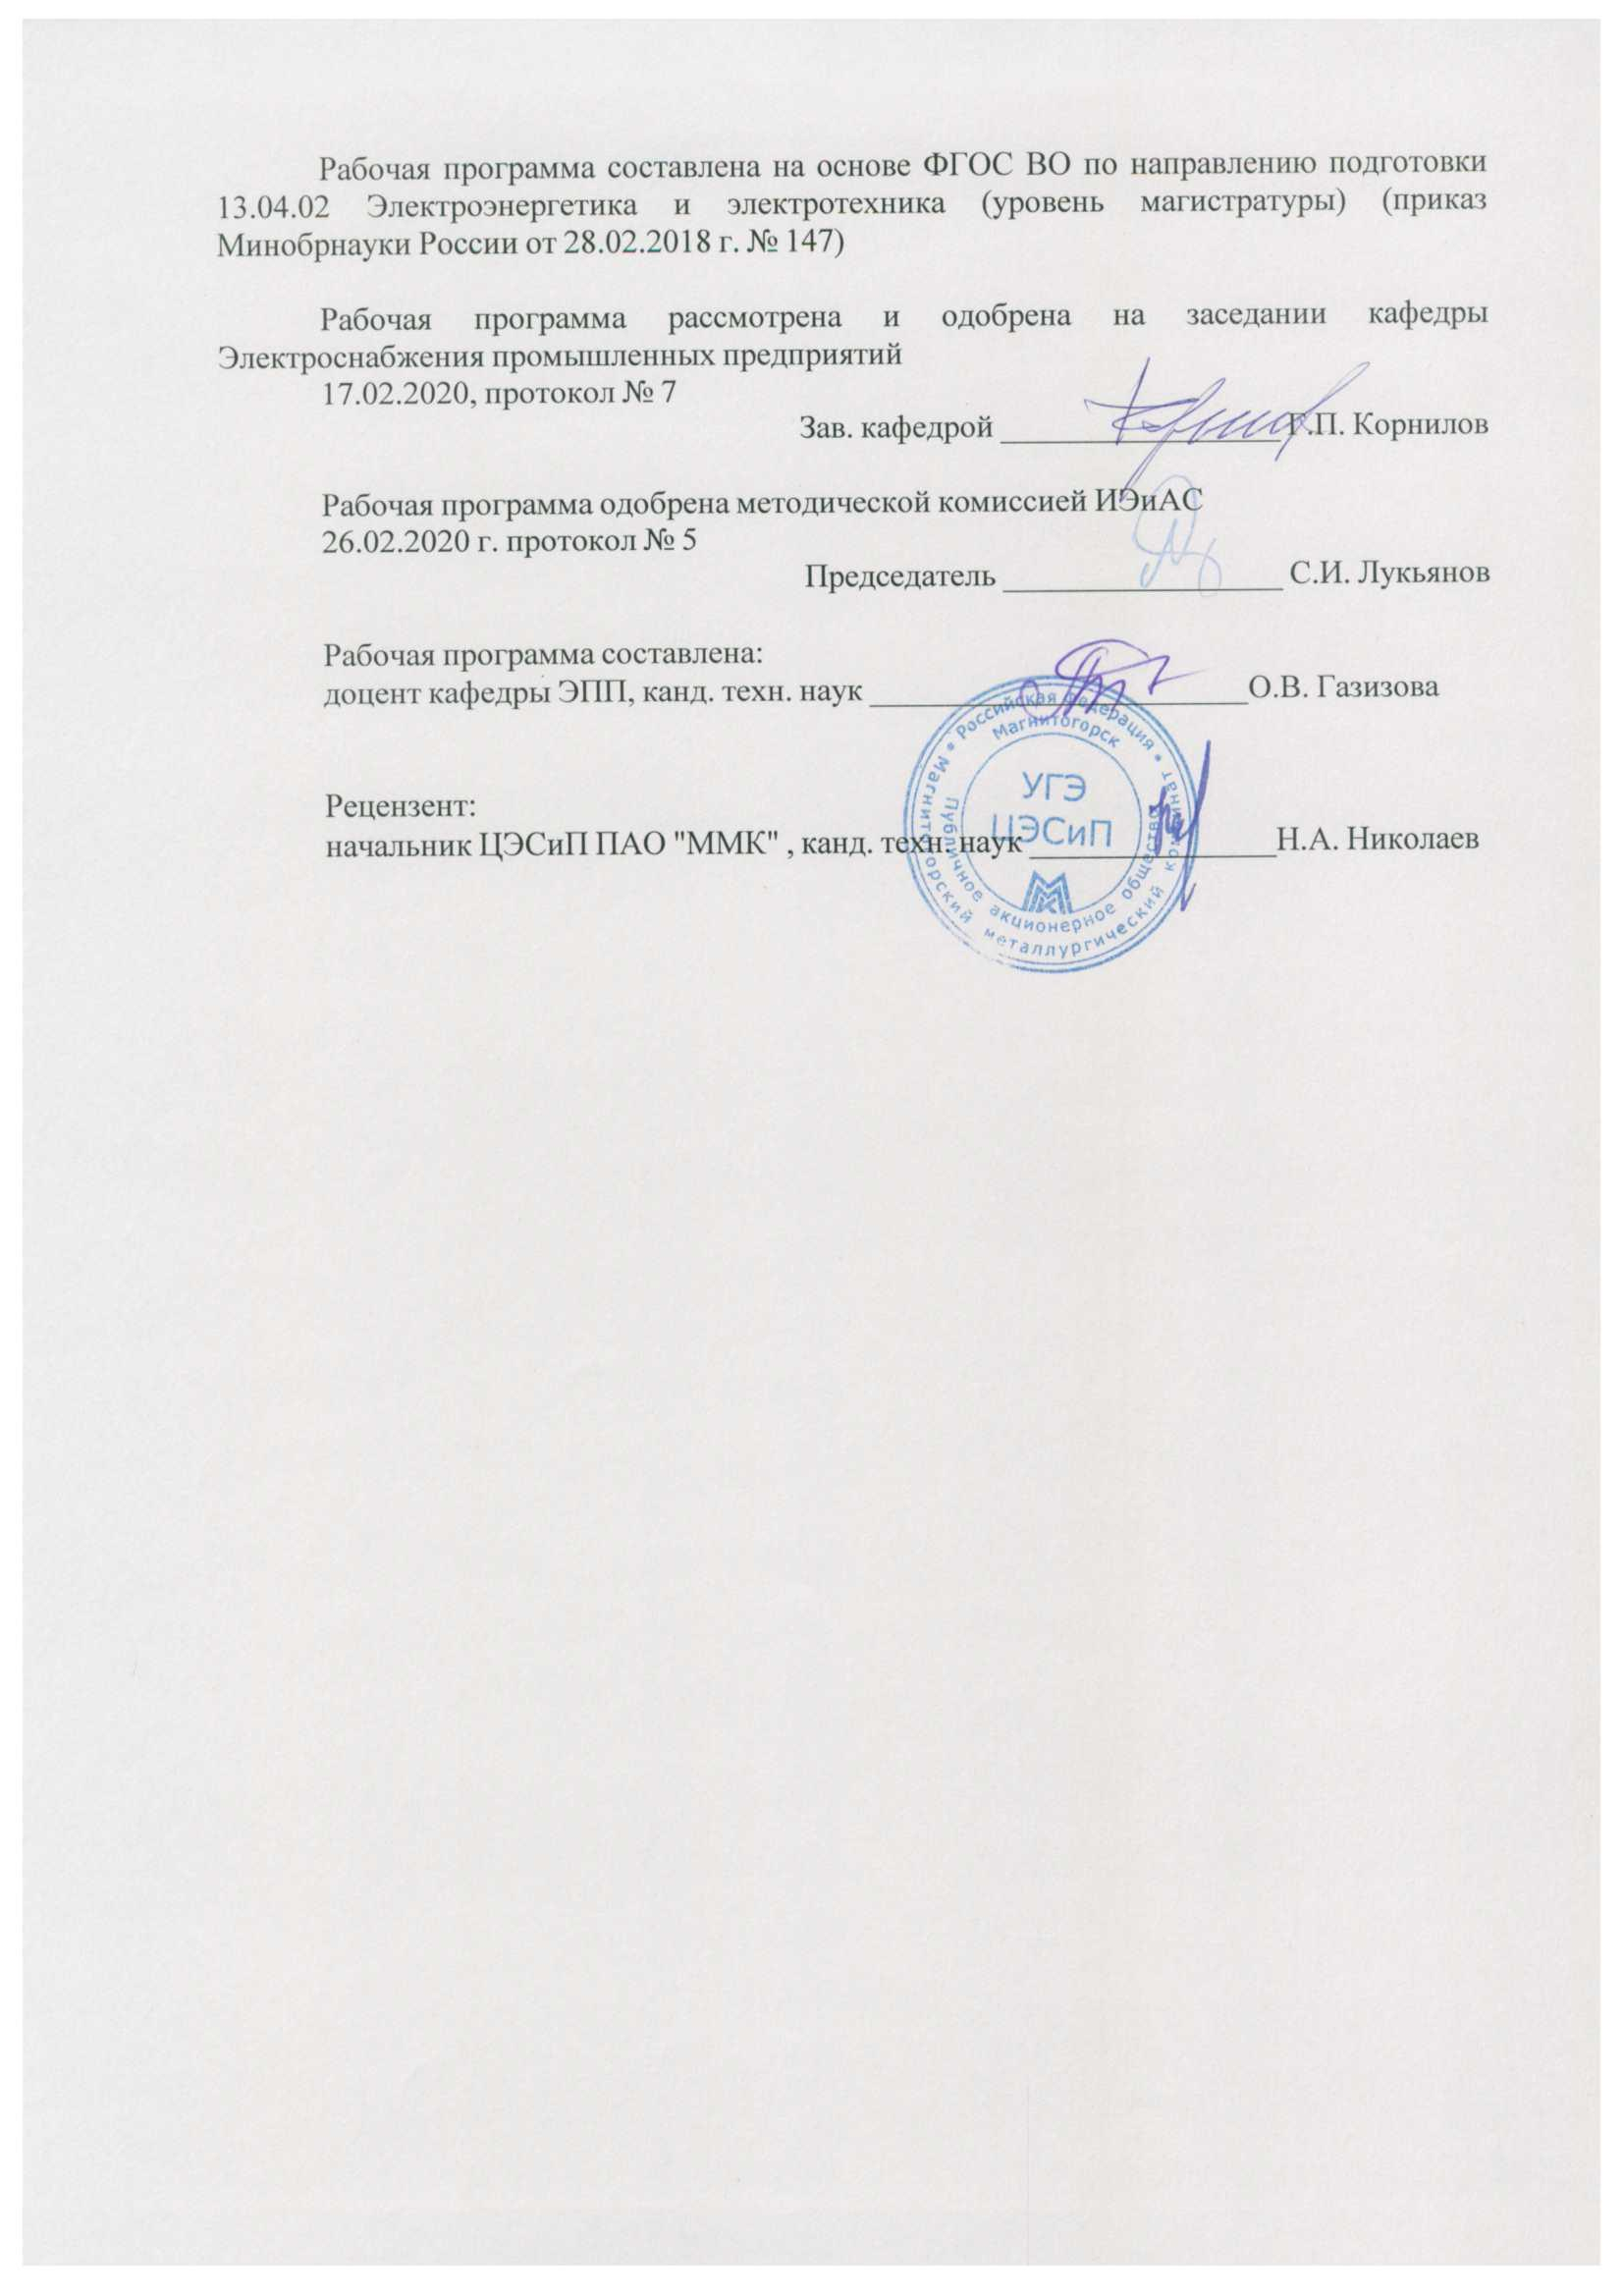 Рабочая программа составлена на основе ФГОС ВО по направлению подготовки
13.04.02 Электроэнергетика и электротехника (уровень магистратуры) (приказ
Минобрнауки России от 28.02.2018 г. № 147)
Рабочая программа рассмотрена и одобрена на заседании кафедры
Электроснабжения промышленных предприятий
17.02.2020, протокол № 7
Зав. кафедрой Г.П. Корнилов
Рабочая программа одобрена методической комиссией ИЭиАС
26.02.2020 г. протокол № 5
Председатель С.И. Лукьянов
Рабочая программа составлена:
доцент кафедры ЭПП, канд. техн. наук О.В. Газизова
Рецензент:
начальник ЦЭСиП ПАО "ММК" , канд. техн. наук Н.А. Николаев
Российская Федерация
Магнитогорск
Магнитогорский металлургический комбинат
Публичное акционерное общество
УГЭ
ЦЭСиП